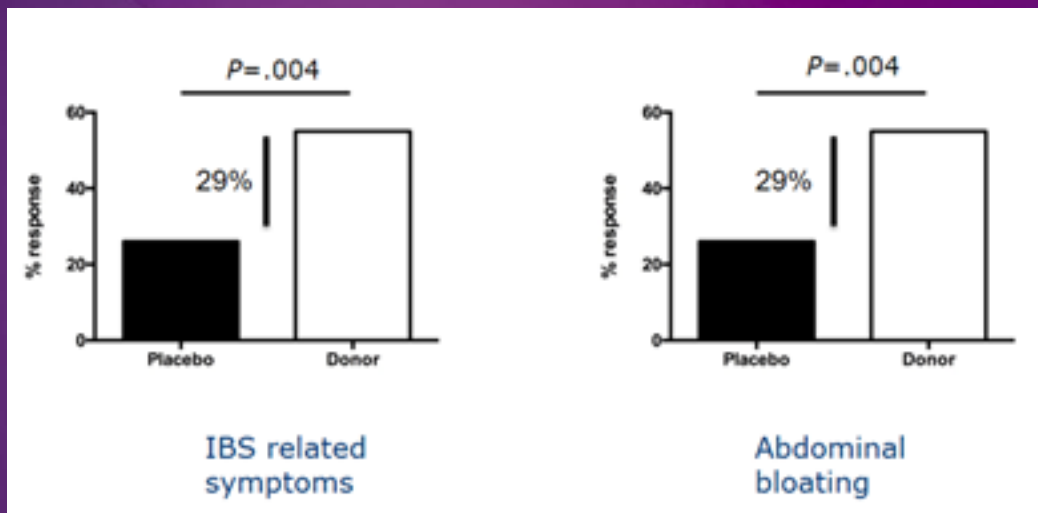 P=.004
60
40
20
0
% response
29%
Placebo Donor
IBS related
symptoms
P=.004
60
40
20
0
% response
29%
Placebo Donor
Abdominal
bloating